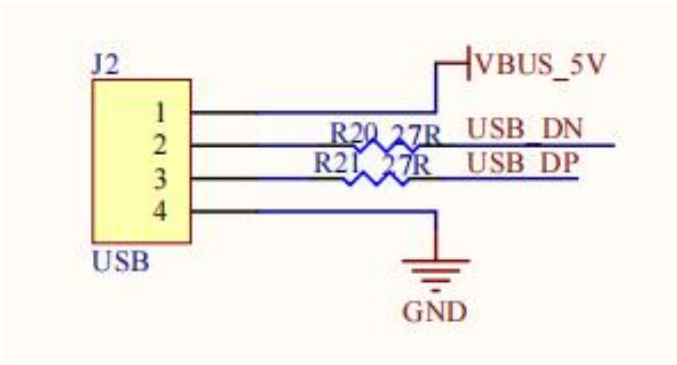 J2
VBUS_5V
1
R20 27R USB_DN
2
R21 27R USB_DP
3
4
USB
GND